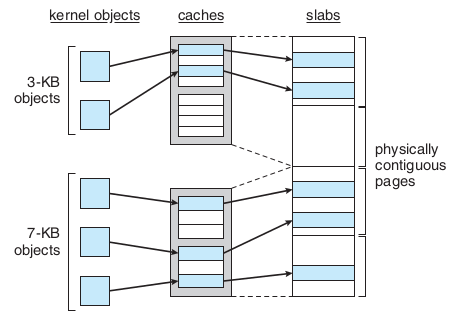 kernel objects
caches
slabs
3-KB
objects
physically
contiguous
pages
7-KB
objects